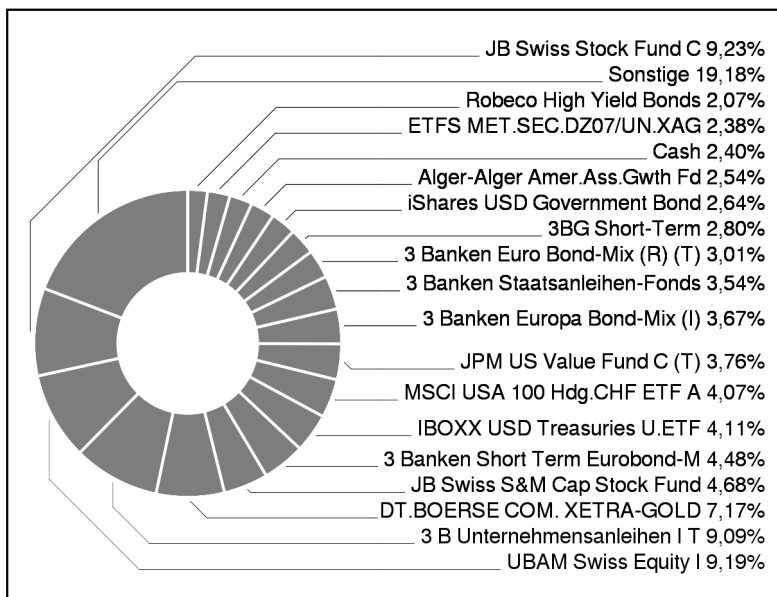 JB Swiss Stock Fund C 9,23%
Sonstige 19,18%
Robeco High Yield Bonds 2,07%
ETFS MET.SEC.DZ07/UN.XAG 2,38%
Cash 2,40%
Alger-Alger Amer.Ass.Gwth Fd 2,54%
iShares USD Government Bond 2,64%
3BG Short-Term 2,80%
3 Banken Euro Bond-Mix (R) (T) 3,01%
3 Banken Staatsanleihen-Fonds 3,54%
3 Banken Europa Bond-Mix (I) 3,67%
JPM US Value Fund C (T) 3,76%
MSCI USA 100 Hdg.CHF ETF A 4,07%
IBOXX USD Treasuries U.ETF 4,11%
3 Banken Short Term Eurobond-M 4,48%
JB Swiss S&M Cap Stock Fund 4,68%
DT.BOERSE COM. XETRA-GOLD 7,17%
3 B Unternehmensanleihen I T 9,09%
UBAM Swiss Equity I 9,19%